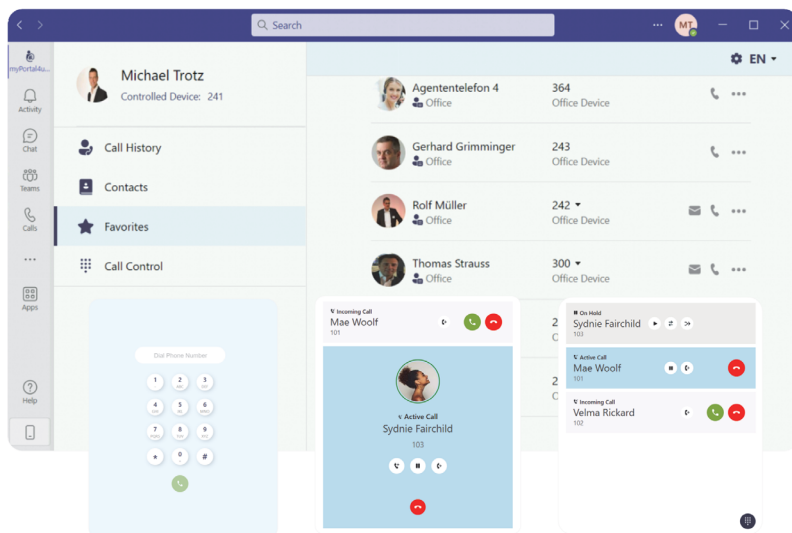 Search
MT
myPortal4u...
Activity
Chat
Teams
Calls
Apps
Help
Michael Trotz
Controlled Device: 241
Call History
Contacts
Favorites
Call Control
EN
Agententelefon 4
Office
364
Office Device
Gerhard Grimminger
Office
243
Office Device
Rolf Müller
Office
242
Office Device
Thomas Strauss
Office
300
Office Device
2
2
Dial Phone Number
1 2 3
4 5 6
7 8 9
* 0 #
Incoming Call
Mae Woolf
101
Active Call
Sydnie Fairchild
103
On Hold
Sydnie Fairchild
103
Active Call
Mae Woolf
101
Incoming Call
Velma Rickard
102